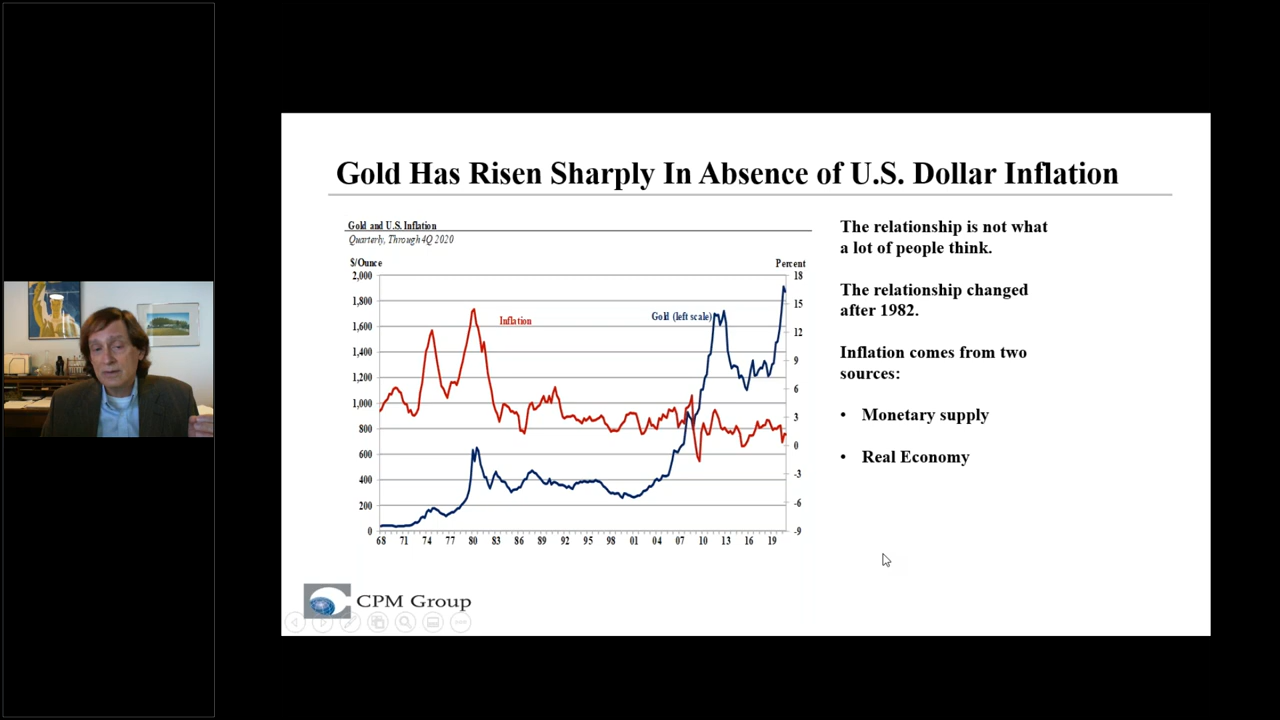 Gold Has Risen Sharply In Absence of U.S. Dollar Inflation
Gold and U.S. Inflation
Quarterly, Through 4Q 2020
$/Ounce
Percent
2,000
1,800
1,600
1,400
1,200
1,000
800
600
400
200
0
18
15
12
9
6
3
0
-3
-6
-9
Inflation
Gold (left scale)
68 71 74 77 80 83 86 89 92 95 98 01 04 07 10 13 16 19
The relationship is not what
a lot of people think.
The relationship changed
after 1982.
Inflation comes from two
sources:
• Monetary supply
• Real Economy
CPM Group